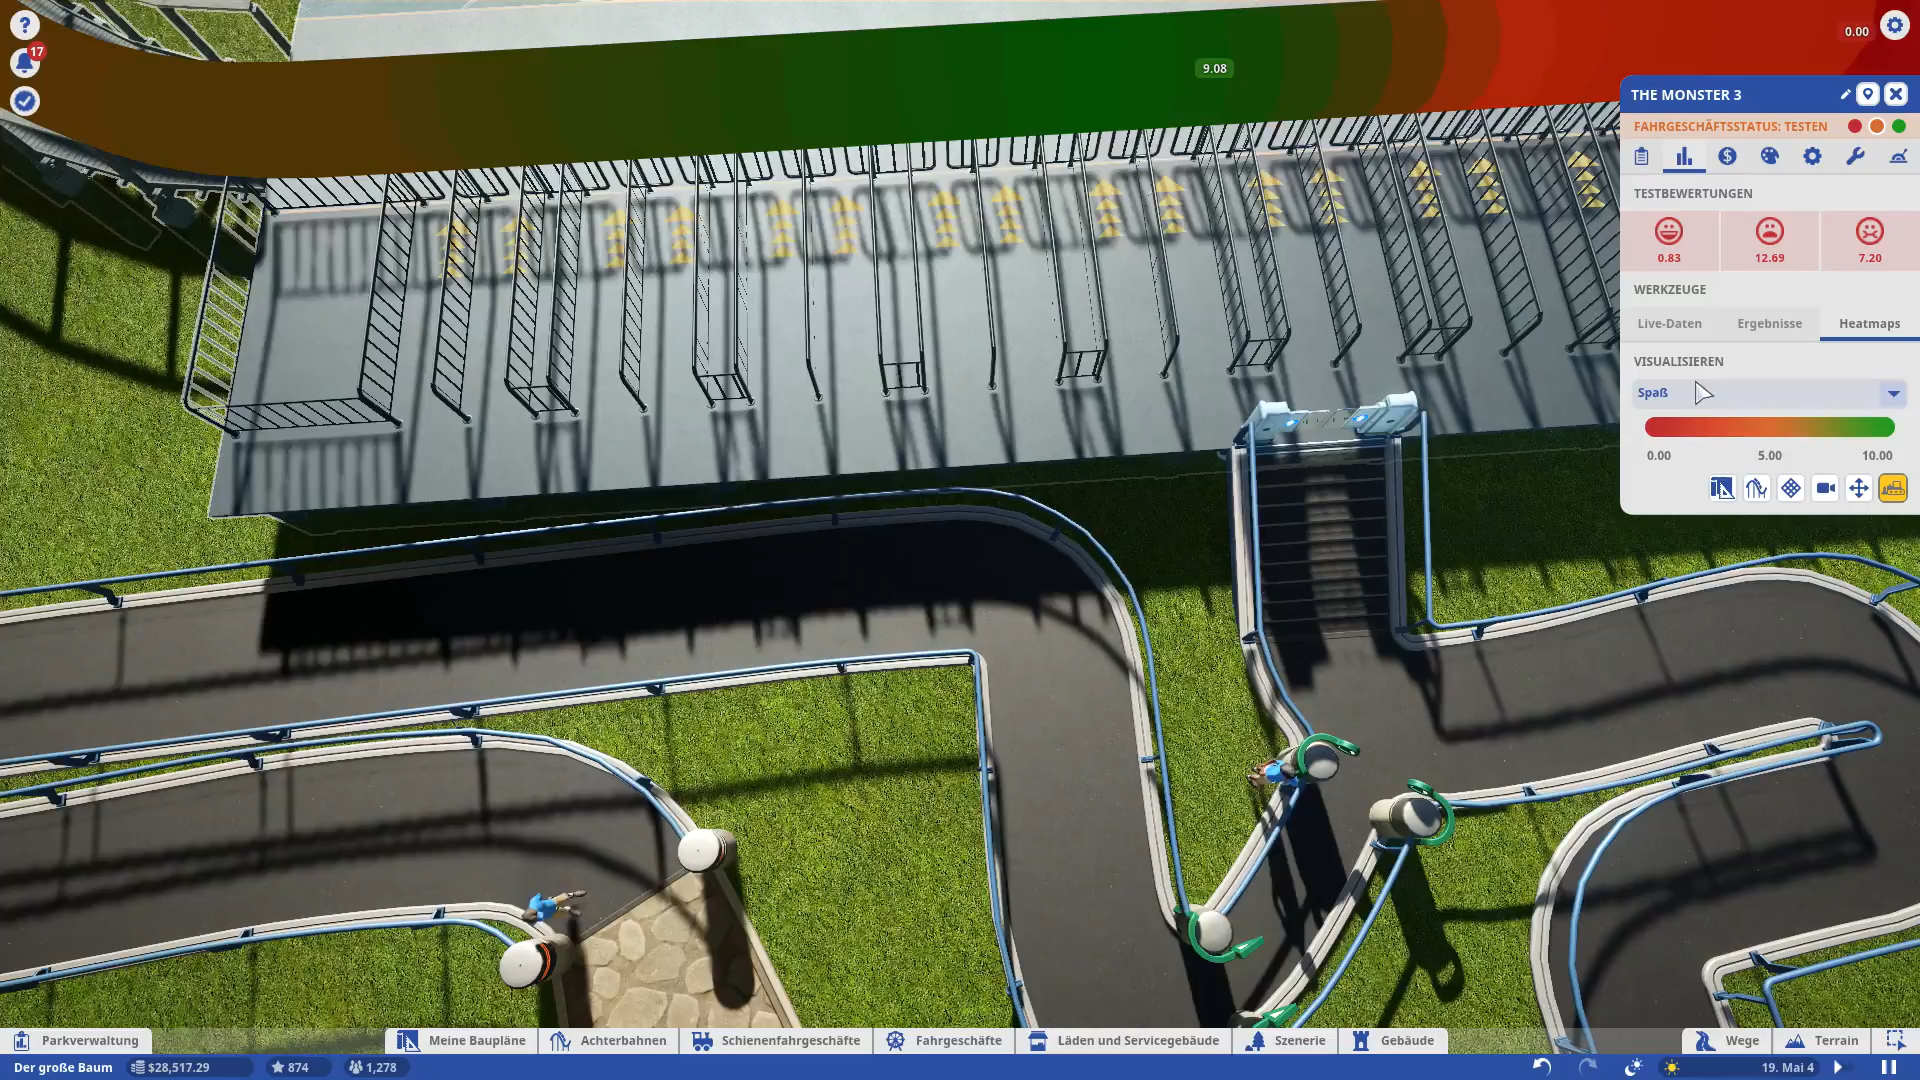 ?
17
9.08
0.00
THE MONSTER 3
FAHRGESCHÄFTSSTATUS: TESTEN
TESTBEWERTUNGEN
0.83
12.69
7.20
WERKZEUGE
Live-Daten
Ergebnisse
Heatmaps
VISUALISIEREN
Spaß
0.00
5.00
10.00
Parkverwaltung
Meine Baupläne
Achterbahnen
Schienenfahrgeschäfte
Fahrgeschäfte
Läden und Servicegebäude
Szenerie
Gebäude
Wege
Terrain
Der große Baum
$28,517.29
874
1,278
19. Mai 4